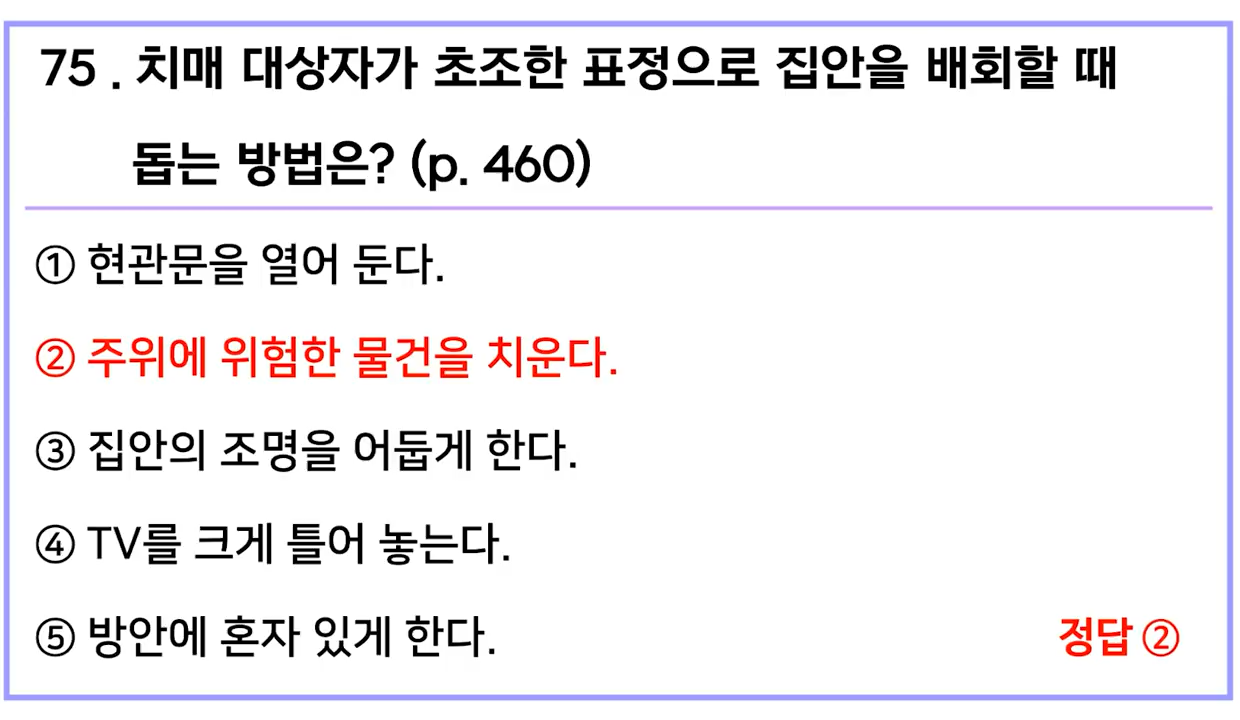 75 . 치매 대상자가 초조한 표정으로 집안을 배회할 때
돕는 방법은? (p. 460)
① 현관문을 열어 둔다.
② 주위에 위험한 물건을 치운다.
③ 집안의 조명을 어둡게 한다.
④ TV를 크게 틀어 놓는다.
⑤ 방안에 혼자 있게 한다.
정답 ②